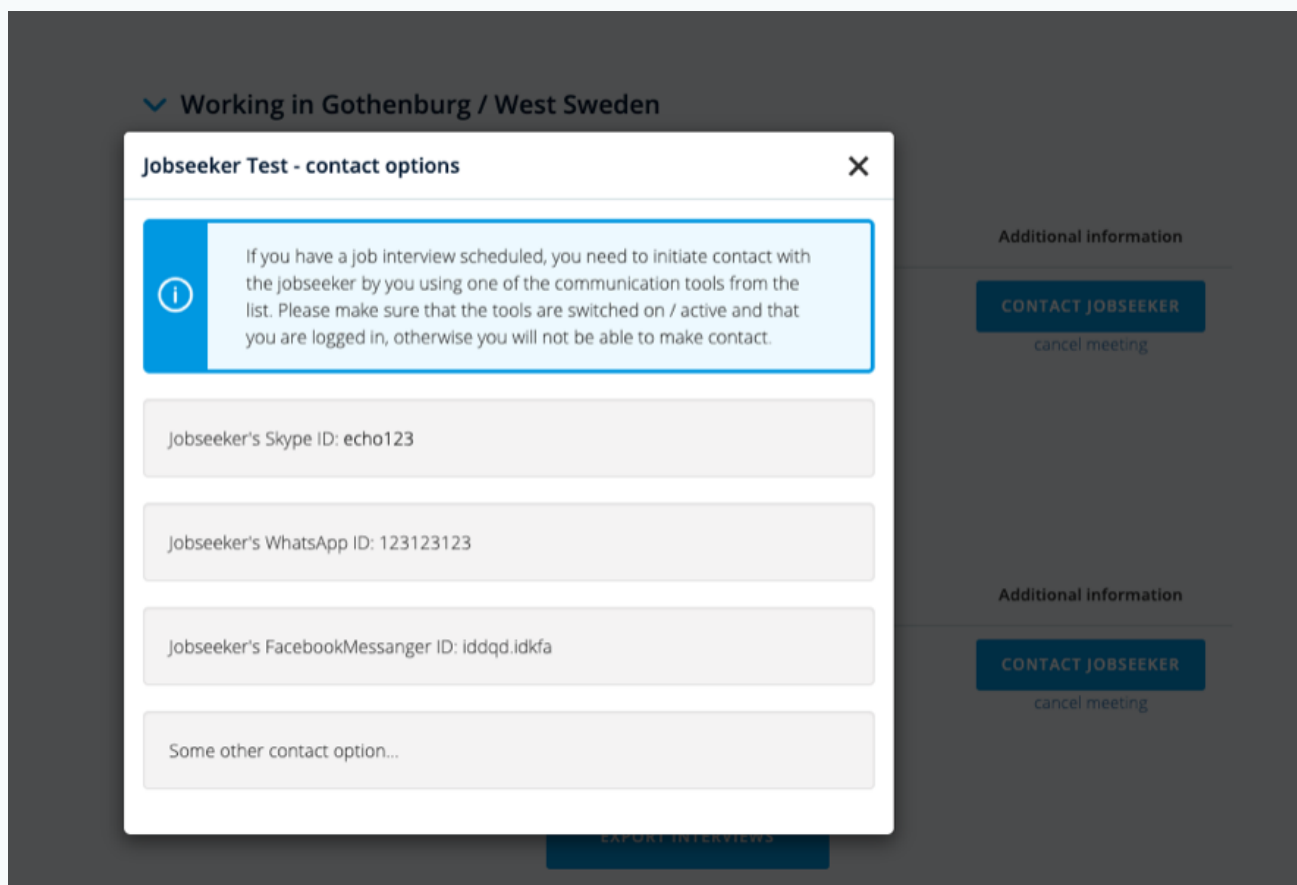 Working in Gothenburg / West Sweden
Jobseeker Test - contact options
If you have a job interview scheduled, you need to initiate contact with
the jobseeker by you using one of the communication tools from the
list. Please make sure that the tools are switched on / active and that
you are logged in, otherwise you will not be able to make contact.
Jobseeker's Skype ID: echo123
Jobseeker's WhatsApp ID: 123123123
Jobseeker's FacebookMessanger ID: iddqd.idkfa
Some other contact option...
Additional information
CONTACT JOBSEEKER
cancel meeting
Additional information
CONTACT JOBSEEKER
cancel meeting
EXPORT INTERVIEWS